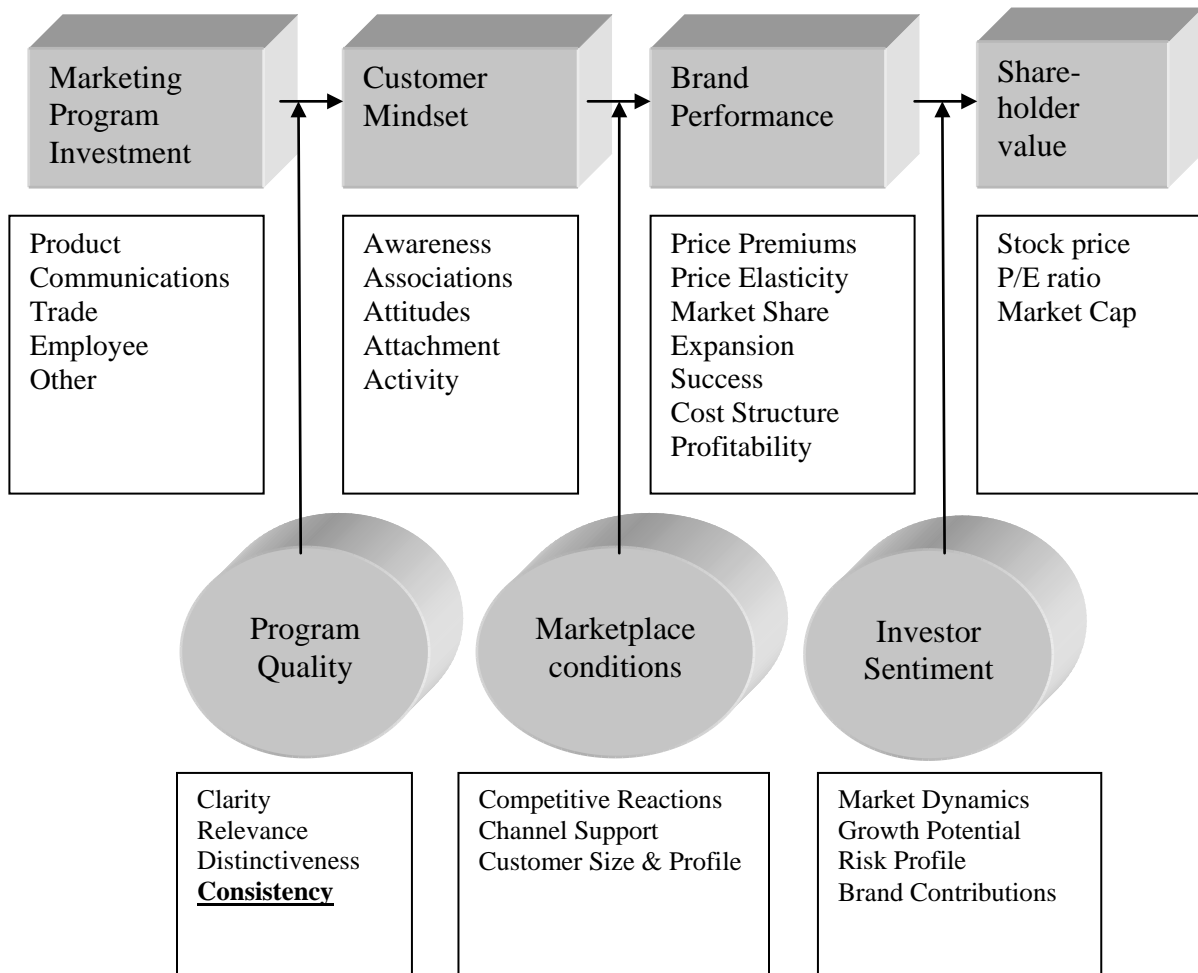 Marketing
Program
Investment
Customer
Mindset
Brand
Performance
Share-
holder
value
Product
Communications
Trade
Employee
Other
Awareness
Associations
Attitudes
Attachment
Activity
Price Premiums
Price Elasticity
Market Share
Expansion
Success
Cost Structure
Profitability
Stock price
P/E ratio
Market Cap
Program
Quality
Marketplace
conditions
Investor
Sentiment
Clarity
Relevance
Distinctiveness
Consistency
Competitive Reactions
Channel Support
Customer Size & Profile
Market Dynamics
Growth Potential
Risk Profile
Brand Contributions